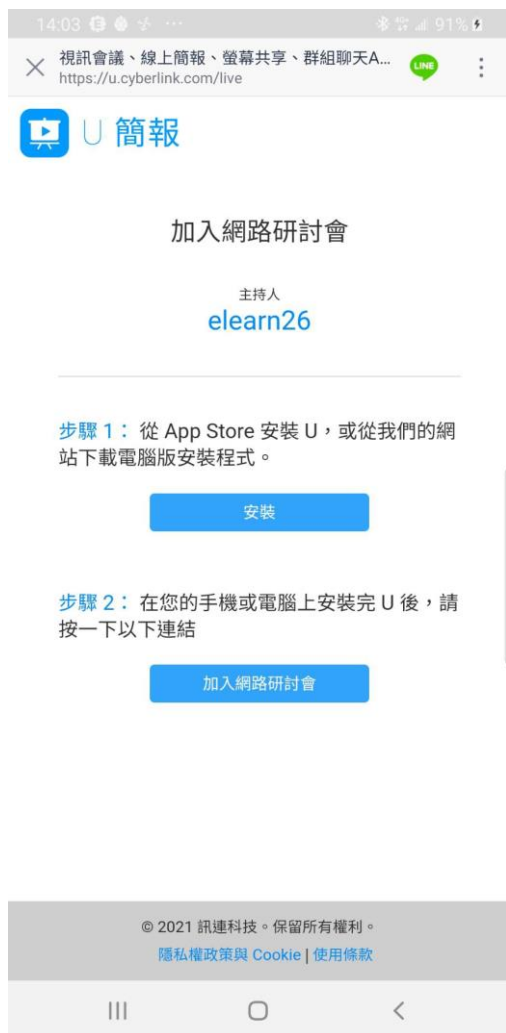 14:03 91%
視訊會議、線上簡報、螢幕共享、群組聊天A...
https://u.cyberlink.com/live
LINE
U 簡報
加入網路研討會
主持人
elearn26
步驟 1： 從 App Store 安裝 U，或從我們的網
站下載電腦版安裝程式。
安裝
步驟 2： 在您的手機或電腦上安裝完 U 後，請
按一下以下連結
加入網路研討會
© 2021 訊連科技。保留所有權利。
隱私權政策與 Cookie | 使用條款